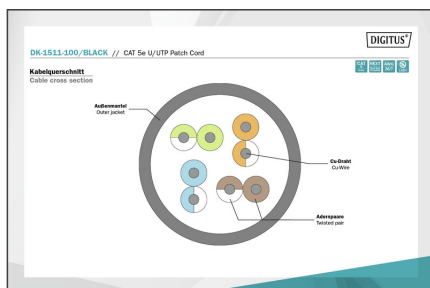 DIGITUS®
DK-1511-100/BLACK // CAT 5e U/UTP Patch Cord
Kabelquerschnitt
Cable cross section
Außenmantel
Outer jacket
Cu-Draht
Cu-Wire
Adernpaare
Twisted pair